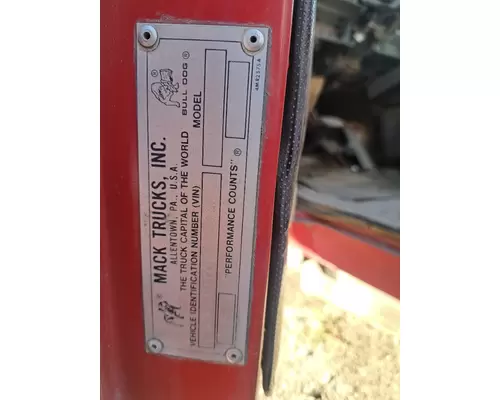 MACK TRUCKS, INC.
ALLENTOWN, PA., U.S.A.
THE TRUCK CAPITAL OF THE WORLD
BULL DOG ®
VEHICLE IDENTIFICATION NUMBER (VIN)
MODEL
"PERFORMANCE COUNTS" ®